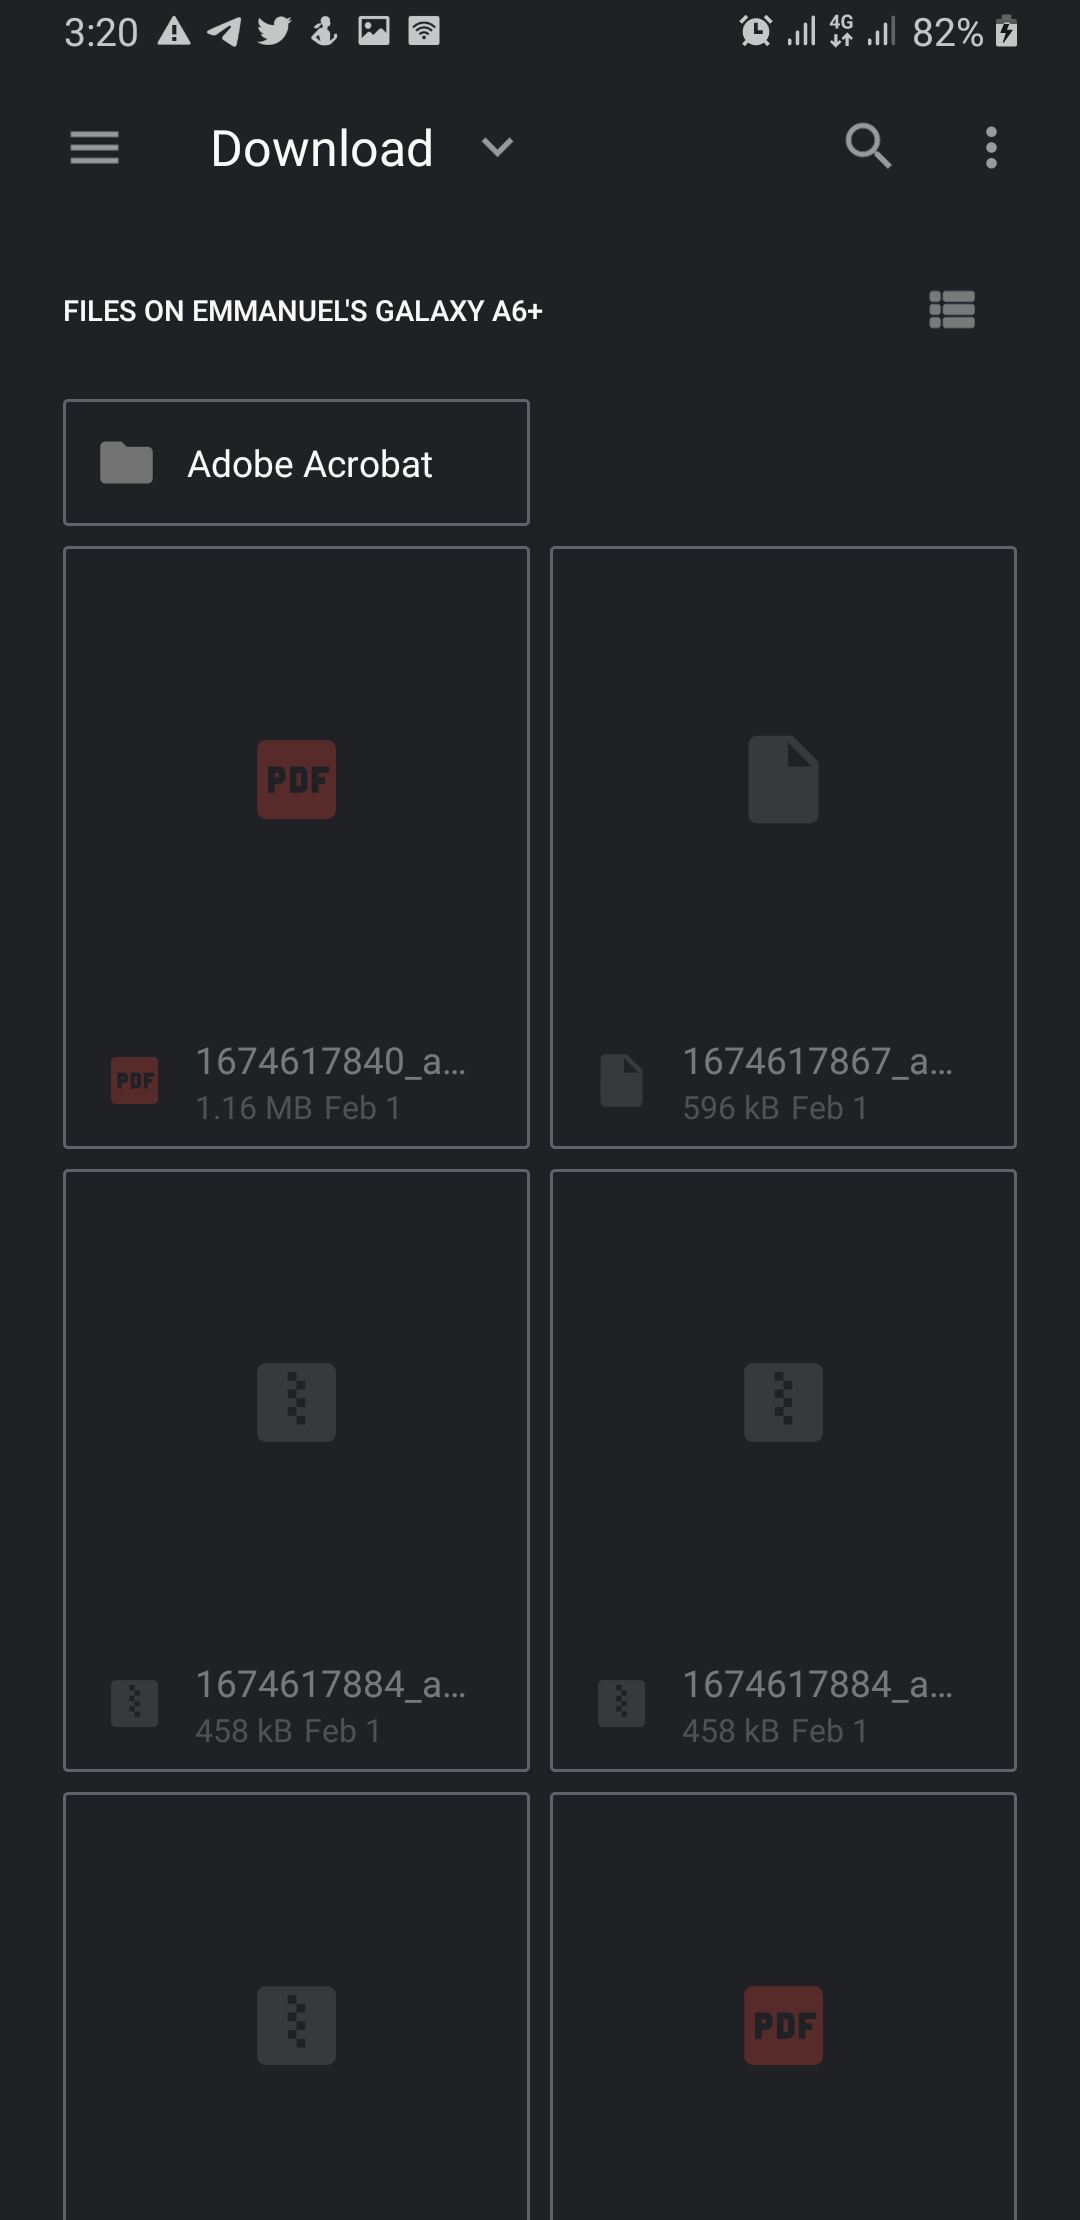 3:20 4G 82%
Download
FILES ON EMMANUEL'S GALAXY A6+
Adobe Acrobat
PDF
PDF 1674617840_a... 1674617867_a...
1.16 MB Feb 1 596 kB Feb 1
1674617884_a... 1674617884_a...
458 kB Feb 1 458 kB Feb 1
PDF